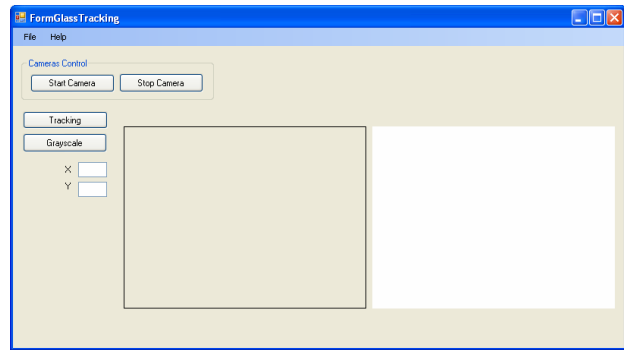 FormGlassTracking
File Help
Cameras Control
Start Camera Stop Camera
Tracking
Grayscale
X
Y